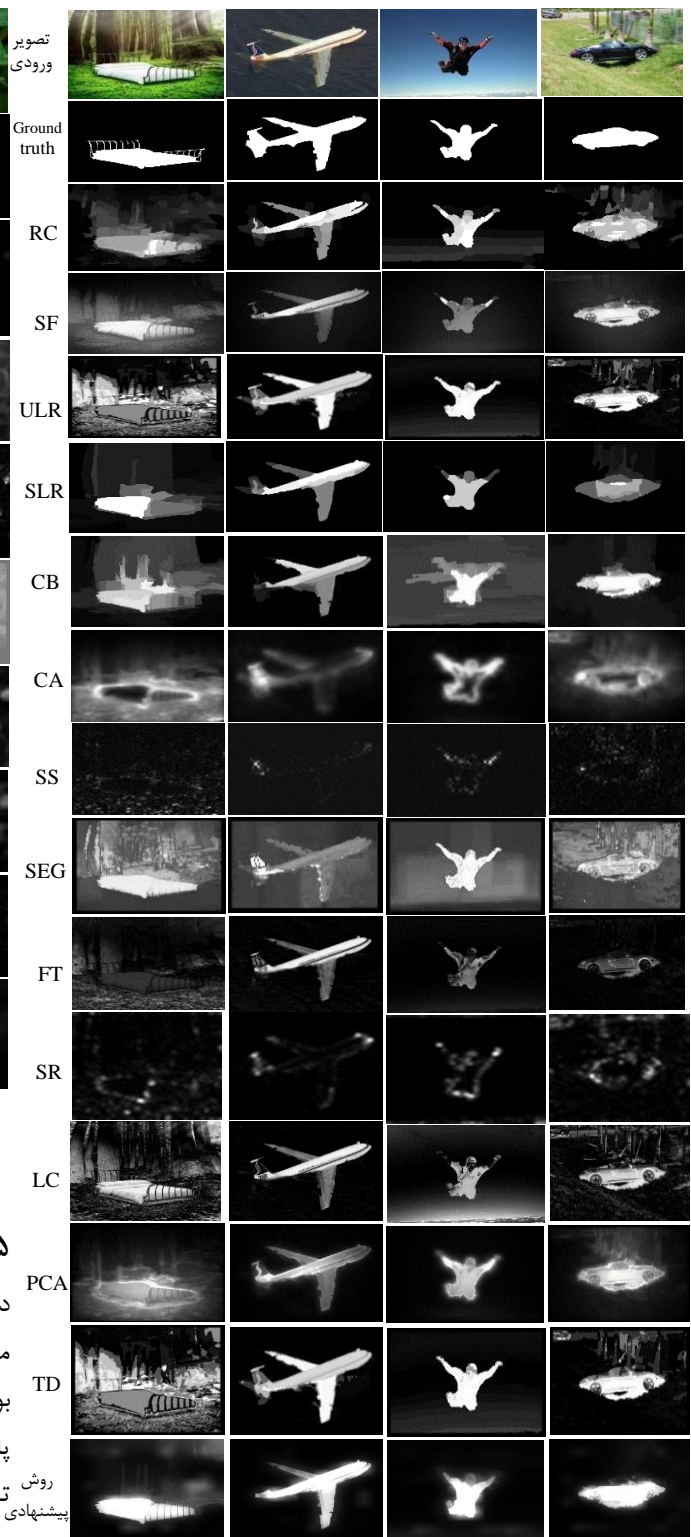 تصویر
ورودی
Ground
truth
RC
SF
ULR
SLR
CB
CA
SS
SEG
FT
SR
LC
PCA
TD
روش
پیشنهادی